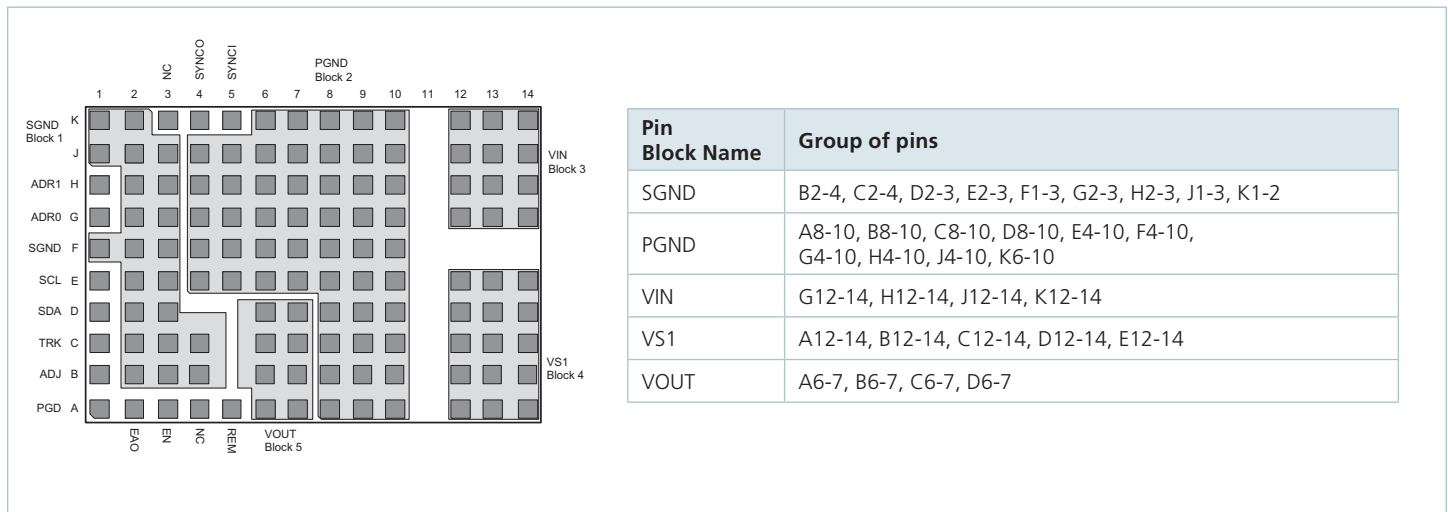 NC
SYNCO
SYNCI
PGND
Block 2
1 2 3 4 5 6 7 8 9 10 11 12 13 14
SGND
Block 1
K
J
ADR1 H
ADR0 G
SGND F
SCL E
SDA D
TRK C
ADJ B
PGD A
VIN
Block 3
VS1
Block 4
EAO
EN
NC
REM
VOUT
Block 5
Pin
Block Name
Group of pins
SGND
B2-4, C2-4, D2-3, E2-3, F1-3, G2-3, H2-3, J1-3, K1-2
PGND
A8-10, B8-10, C8-10, D8-10, E4-10, F4-10,
G4-10, H4-10, J4-10, K6-10
VIN
G12-14, H12-14, J12-14, K12-14
VS1
A12-14, B12-14, C12-14, D12-14, E12-14
VOUT
A6-7, B6-7, C6-7, D6-7